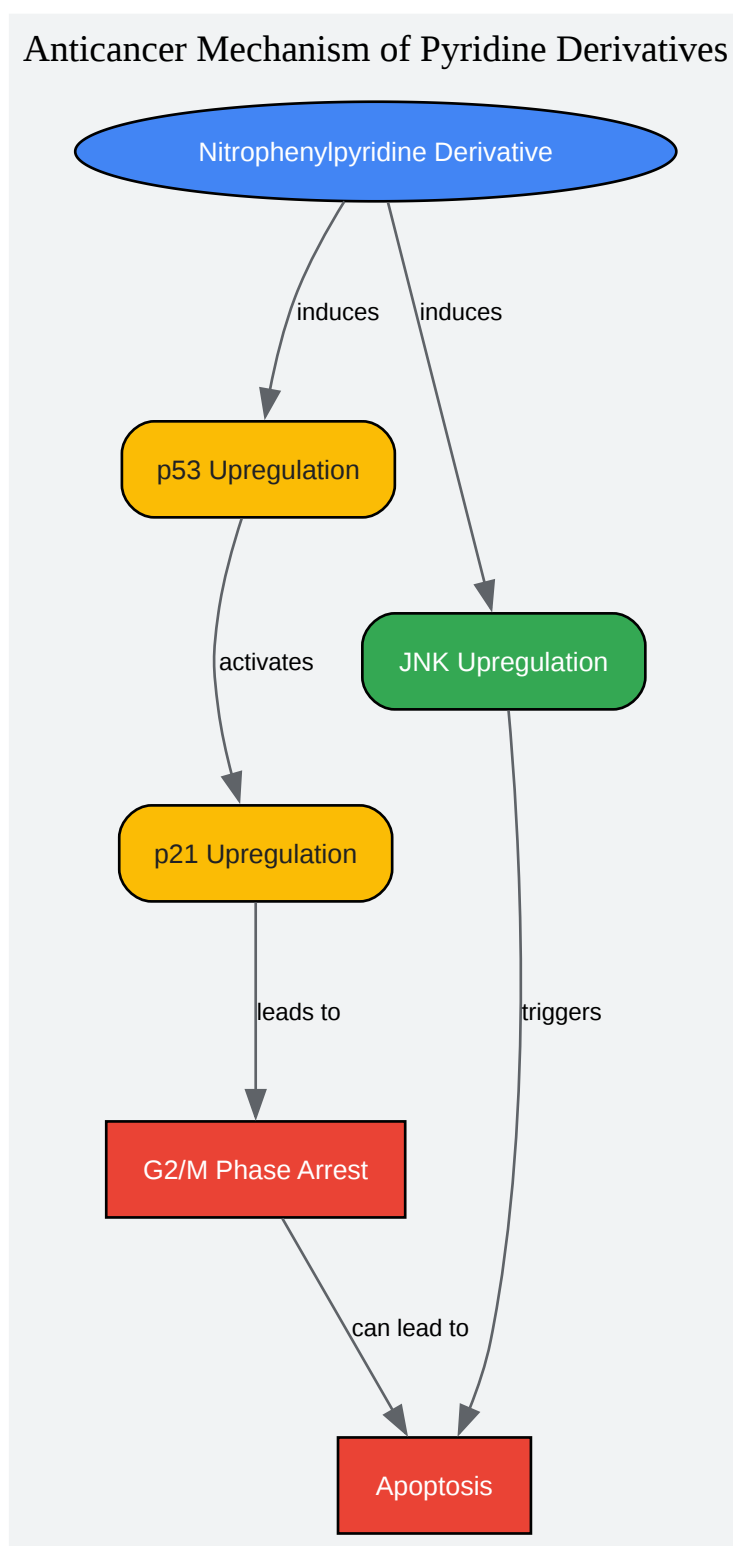 Anticancer Mechanism of Pyridine Derivatives
Nitrophenylpyridine Derivative
induces
induces
p53 Upregulation
activates
JNK Upregulation
p21 Upregulation
leads to
triggers
G2/M Phase Arrest
can lead to
Apoptosis